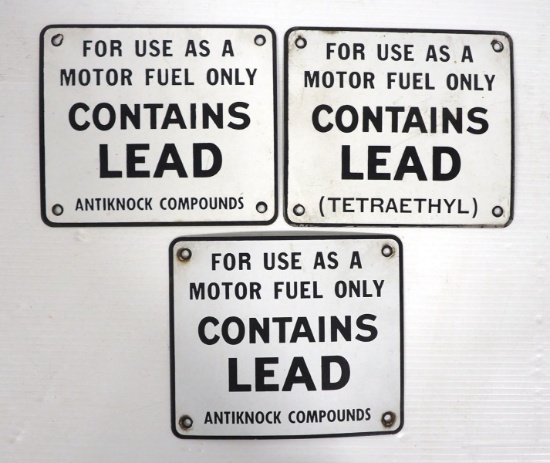 FOR USE AS A
MOTOR FUEL ONLY
CONTAINS
LEAD
ANTIKNOCK COMPOUNDS
FOR USE AS A
MOTOR FUEL ONLY
CONTAINS
LEAD
(TETRAETHYL)
FOR USE AS A
MOTOR FUEL ONLY
CONTAINS
LEAD
ANTIKNOCK COMPOUNDS